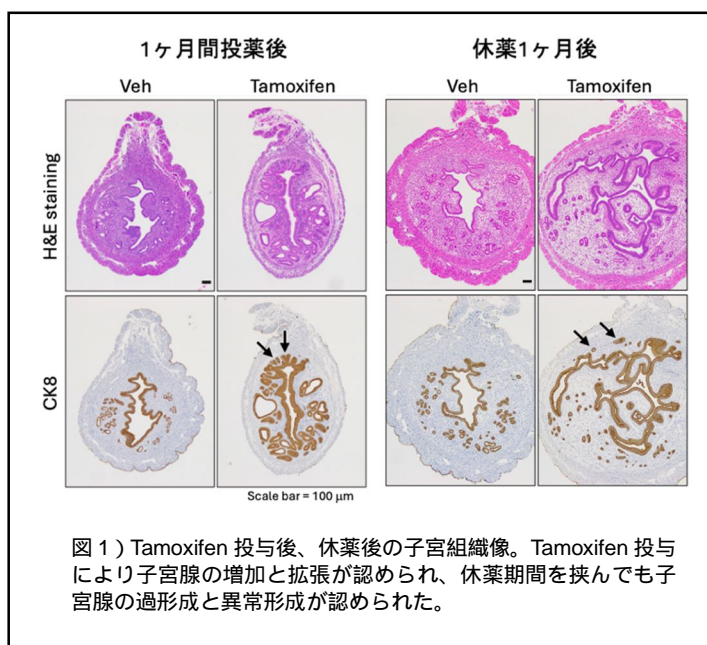 1ヶ月間投薬後
休薬1ヶ月後
Veh
Tamoxifen
Veh
Tamoxifen
H&E staining
CK8
Scale bar = 100 μm
図 1 ) Tamoxifen 投与後、休薬後の子宮組織像。Tamoxifen 投与
により子宮腺の増加と拡張が認められ、休薬期間を挟んでも子
宮腺の過形成と異常形成が認められた。